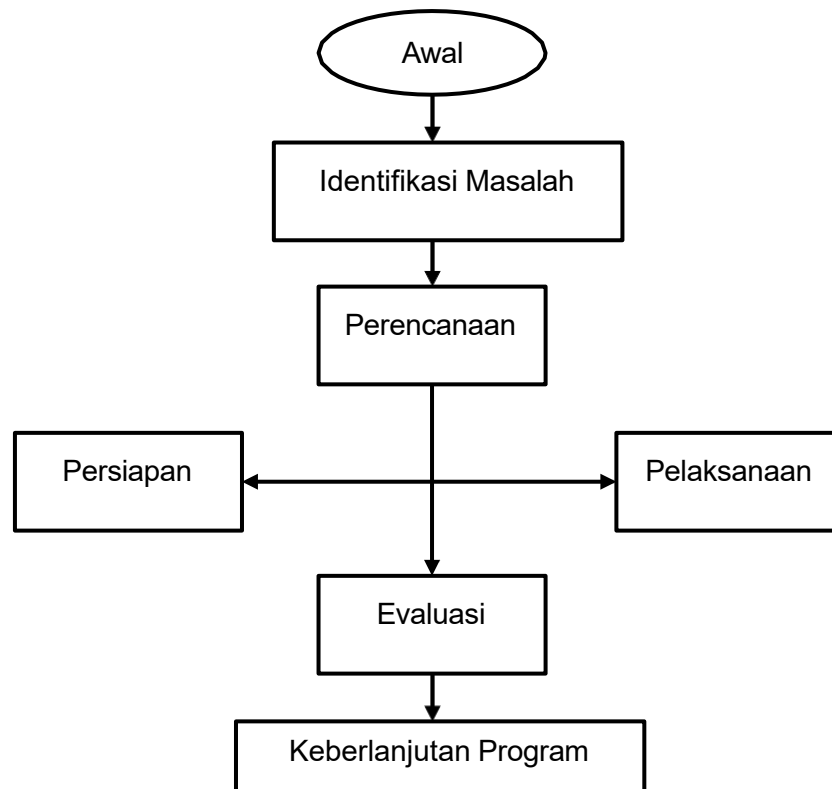 Awal
Identifikasi Masalah
Perencanaan
Persiapan
Pelaksanaan
Evaluasi
Keberlanjutan Program